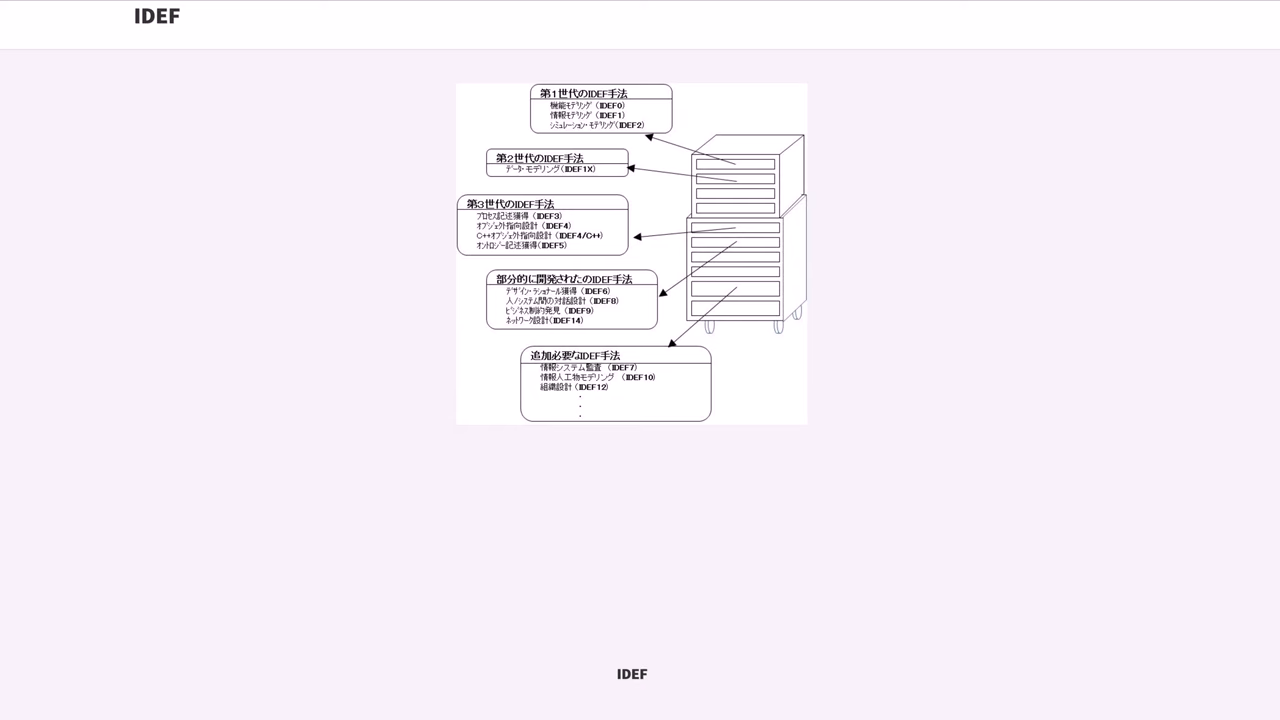 IDEF
第1世代のIDEF手法
機能ﾓﾃﾞﾘﾝｸﾞ (IDEF0)
情報ﾓﾃﾞﾘﾝｸﾞ (IDEF1)
ｼﾐｭﾚｰｼｮﾝ・ﾓﾃﾞﾘﾝｸﾞ(IDEF2)
第2世代のIDEF手法
データ・モデリング(IDEF1X)
第3世代のIDEF手法
ﾌﾟﾛｾｽ記述獲得 (IDEF3)
ｵﾌﾞｼﾞｪｸﾄ指向設計 (IDEF4)
C++ｵﾌﾞｼﾞｪｸﾄ指向設計 (IDEF4/C++)
ｵﾝﾄﾛｼﾞｰ記述獲得(IDEF5)
部分的に開発されたのIDEF手法
ﾃﾞｻﾞｲﾝ・ﾗｼｮﾅｰﾙ獲得 (IDEF6)
人/システム間の対話設計 (IDEF8)
ﾋﾞｼﾞﾈｽ制約発見 (IDEF9)
ﾈｯﾄﾜｰｸ設計(IDEF14)
追加必要なIDEF手法
情報システム監査 (IDEF7)
情報人工物モデリング (IDEF10)
組織設計 (IDEF12)
・
・
・
IDEF